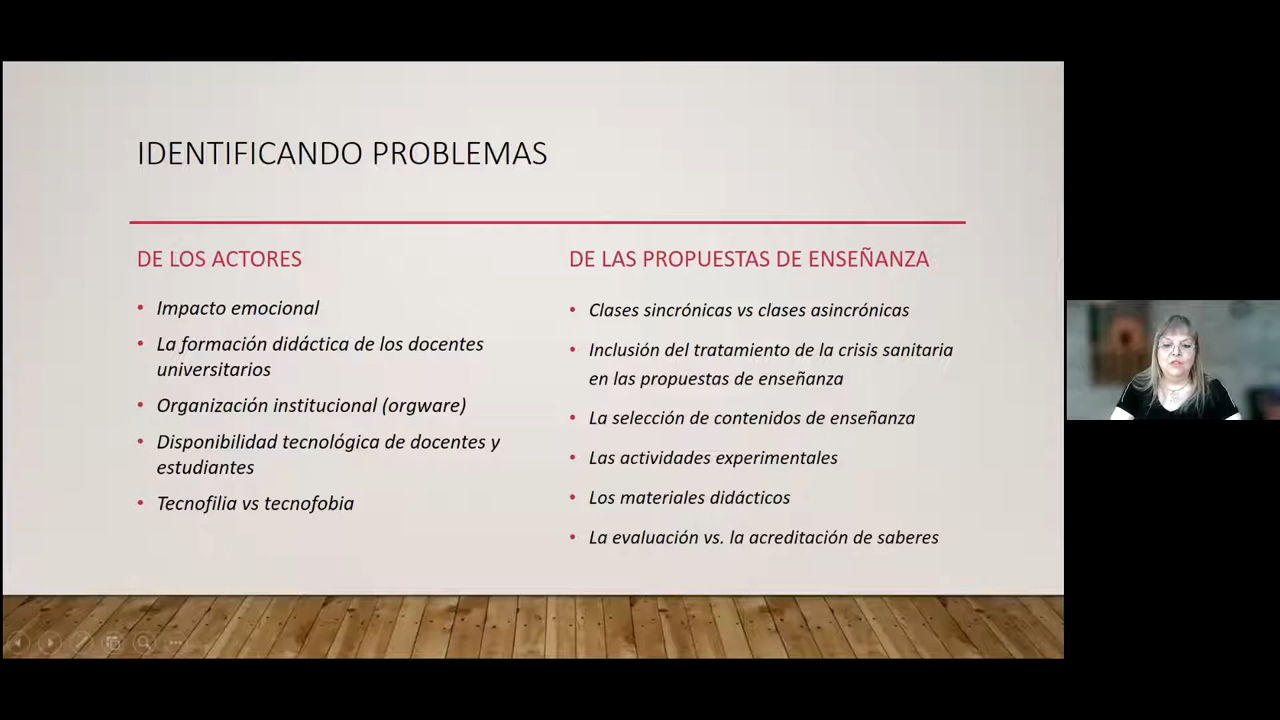 IDENTIFICANDO PROBLEMAS
DE LOS ACTORES
• Impacto emocional
• La formación didáctica de los docentes
universitarios
• Organización institucional (orgware)
• Disponibilidad tecnológica de docentes y
estudiantes
• Tecnofilia vs tecnofobia
DE LAS PROPUESTAS DE ENSEÑANZA
• Clases sincrónicas vs clases asincrónicas
• Inclusión del tratamiento de la crisis sanitaria
en las propuestas de enseñanza
• La selección de contenidos de enseñanza
• Las actividades experimentales
• Los materiales didácticos
• La evaluación vs. la acreditación de saberes